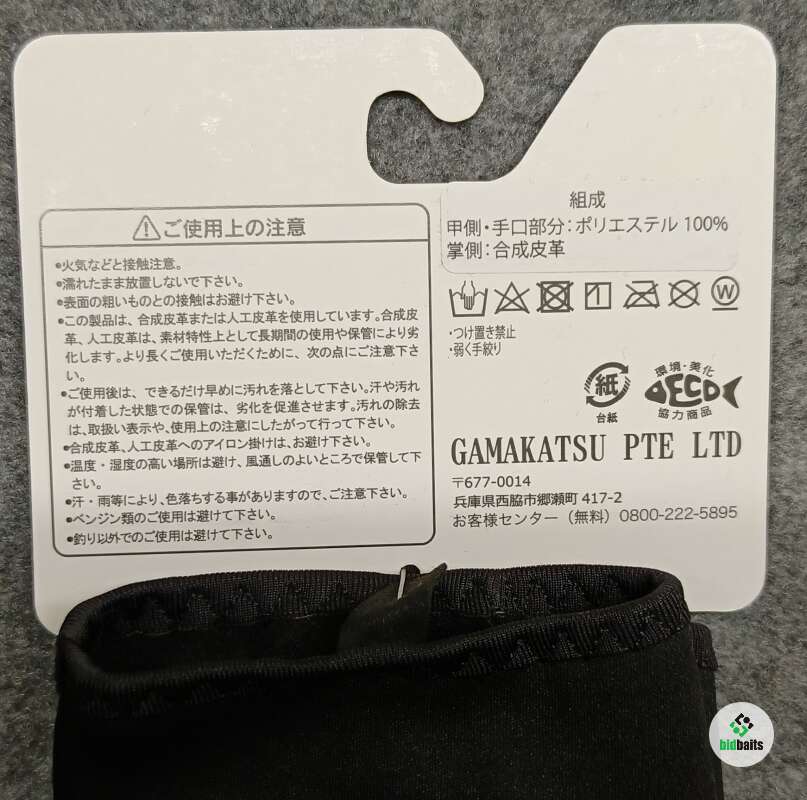 ご使用上の注意
●火気などと接触注意。
●濡れたまま放置しないで下さい。
●表面の粗いものとの接触はお避け下さい。
●この製品は、合成皮革または人工皮革を使用しています。合成皮
革、人工皮革は、素材特性上として長期間の使用や保管により劣
化します。より長くご使用いただくために、次の点にご注意下さ
い。
●ご使用後は、できるだけ早めに汚れを落として下さい。汗や汚れ
が付着した状態での保管は、劣化を促進させます。汚れの除去
は、取扱い表示や、使用上の注意にしたがって行って下さい。
●合成皮革、人工皮革へのアイロン掛けは、お避け下さい。
●温度・湿度の高い場所は避け、風通しのよいところで保管して下
さい。
●汗・雨等により、色落ちする事がありますので、ご注意下さい。
●ベンジン類のご使用は避けて下さい。
●釣り以外でのご使用は避けて下さい。
組成
甲側・手口部分：ポリエステル 100%
掌側：合成皮革
W
・つけ置き禁止
・弱く手絞り
紙
台紙
環境・美化
ECO
協力商品
GAMAKATSU PTE LTD
〒677-0014
兵庫県西脇市郷瀬町 417-2
お客様センター（無料）0800-222-5895
bidbaits